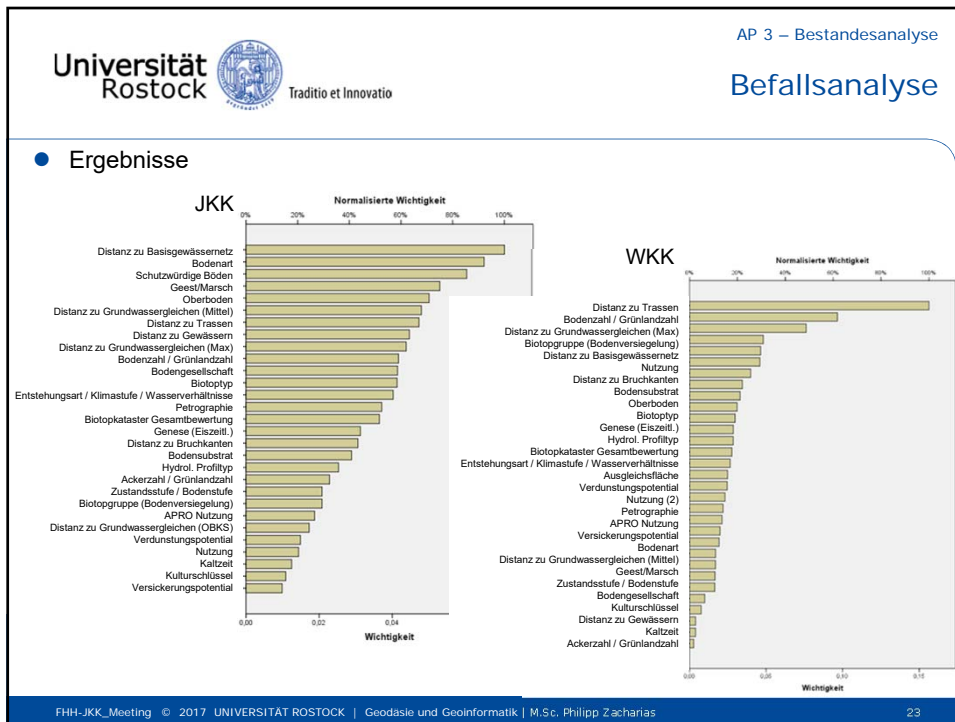 AP 3 – Bestandesanalyse
Universität
Rostock
Traditio et Innovatio
Befallsanalyse
Ergebnisse
JKK
Normalisierte Wichtigkeit
0% 20% 40% 60% 80% 100%
Distanz zu Basisgewässernetz
Bodenart
Schutzwürdige Böden
Geest/Marsch
Oberboden
Distanz zu Grundwassergleichen (Mittel)
Distanz zu Trassen
Distanz zu Gewässern
Distanz zu Grundwassergleichen (Max)
Bodenzahl / Grünlandzahl
Bodengesellschaft
Biotoptyp
Entstehungsart / Klimastufe / Wasserverhältnisse
Petrographie
Biotopkataster Gesamtbewertung
Genese (Eiszeitl.)
Distanz zu Bruchkanten
Bodensubstrat
Hydrol. Profiltyp
Ackerzahl / Grünlandzahl
Zustandsstufe / Bodenstufe
Biotopgruppe (Bodenversiegelung)
APRO Nutzung
Distanz zu Grundwassergleichen (OBKS)
Verdunstungspotential
Nutzung
Kaltzeit
Kulturschlüssel
Versickerungspotential
0,00 0,02 0,04
Wichtigkeit
WKK
Normalisierte Wichtigkeit
0% 20% 40% 60% 80% 100%
Distanz zu Trassen
Bodenzahl / Grünlandzahl
Distanz zu Grundwassergleichen (Max)
Biotopgruppe (Bodenversiegelung)
Distanz zu Basisgewässernetz
Nutzung
Distanz zu Bruchkanten
Bodensubstrat
Oberboden
Biotoptyp
Genese (Eiszeitl.)
Hydrol. Profiltyp
Biotopkataster Gesamtbewertung
Entstehungsart / Klimastufe / Wasserverhältnisse
Ausgleichsfläche
Verdunstungspotential
Nutzung (2)
Petrographie
APRO Nutzung
Versickerungspotential
Bodenart
Distanz zu Grundwassergleichen (Mittel)
Geest/Marsch
Zustandsstufe / Bodenstufe
Bodengesellschaft
Kulturschlüssel
Distanz zu Gewässern
Kaltzeit
Ackerzahl / Grünlandzahl
0,00 0,10 0,15
Wichtigkeit
FHH-JKK_Meeting © 2017 UNIVERSITÄT ROSTOCK | Geodäsie und Geoinformatik | M.Sc. Philipp Zacharias 23